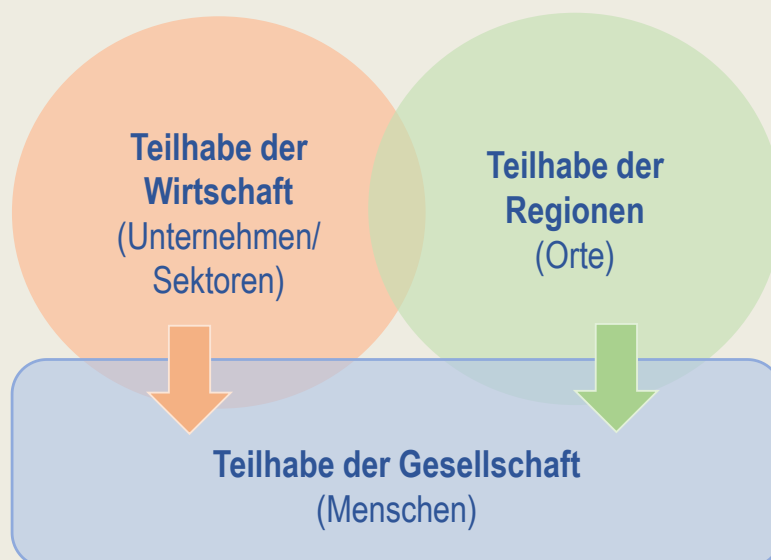 Teilhabe der
Wirtschaft
(Unternehmen/
Sektoren)
Teilhabe der
Regionen
(Orte)
Teilhabe der Gesellschaft
(Menschen)